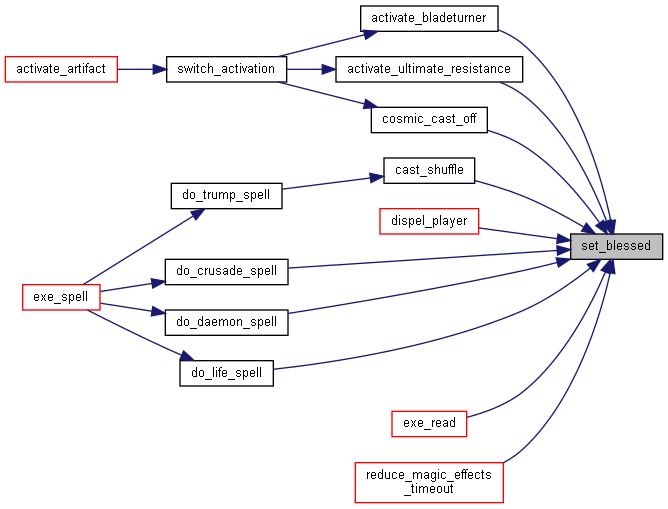 activate_bladeturner
activate_artifact
switch_activation
activate_ultimate_resistance
cosmic_cast_off
cast_shuffle
do_trump_spell
dispel_player
set_blessed
do_crusade_spell
exe_spell
do_daemon_spell
do_life_spell
exe_read
reduce_magic_effects
_timeout